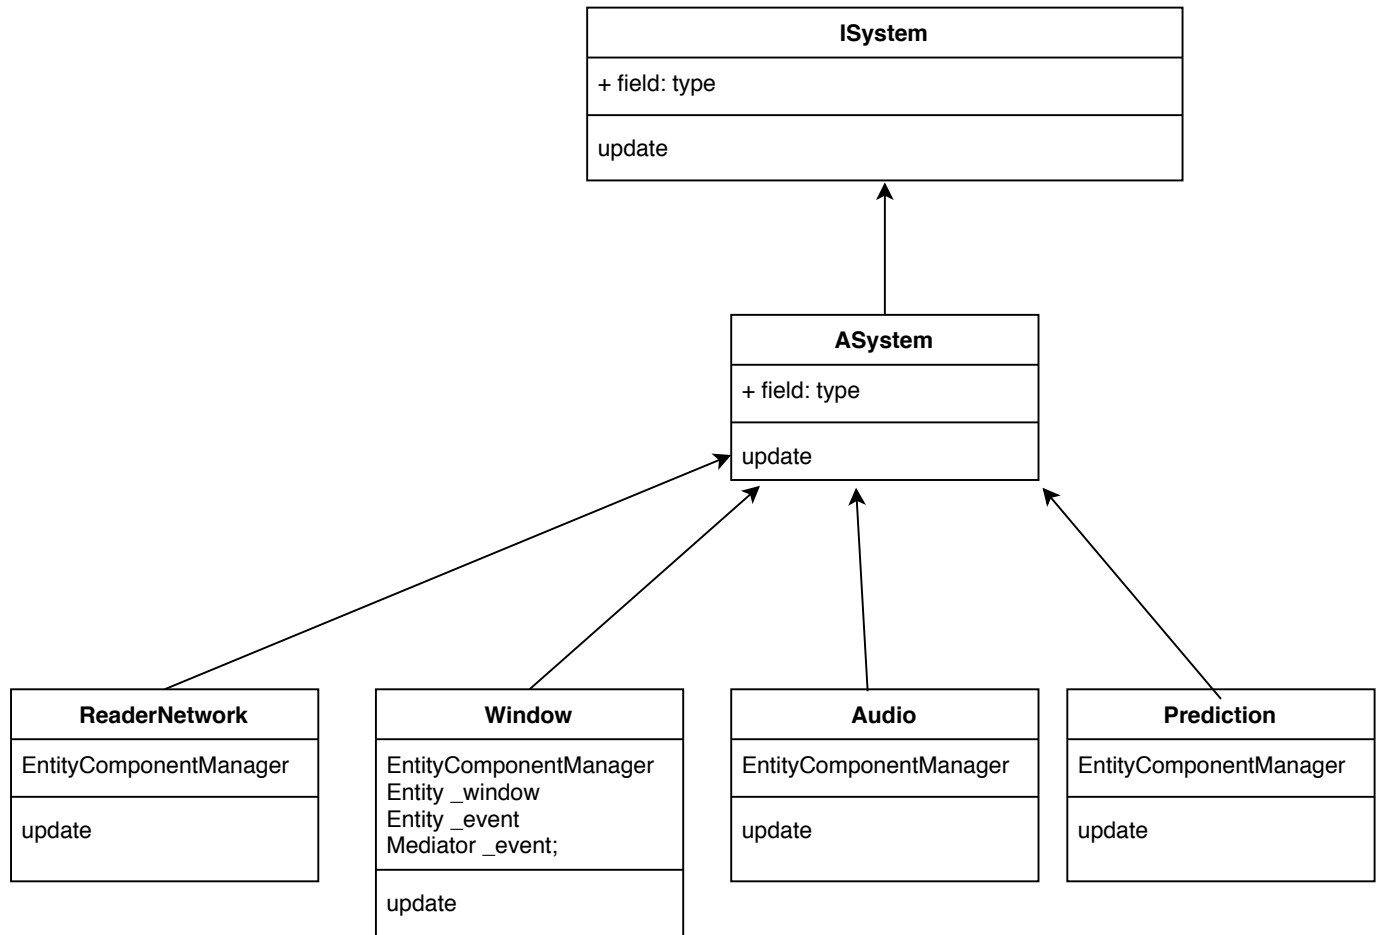 ISystem
+ field: type
update
ASystem
+ field: type
update
ReaderNetwork
EntityComponentManager
update
Window
EntityComponentManager
Entity _window
Entity _event
Mediator _event;
update
Audio
EntityComponentManager
update
Prediction
EntityComponentManager
update